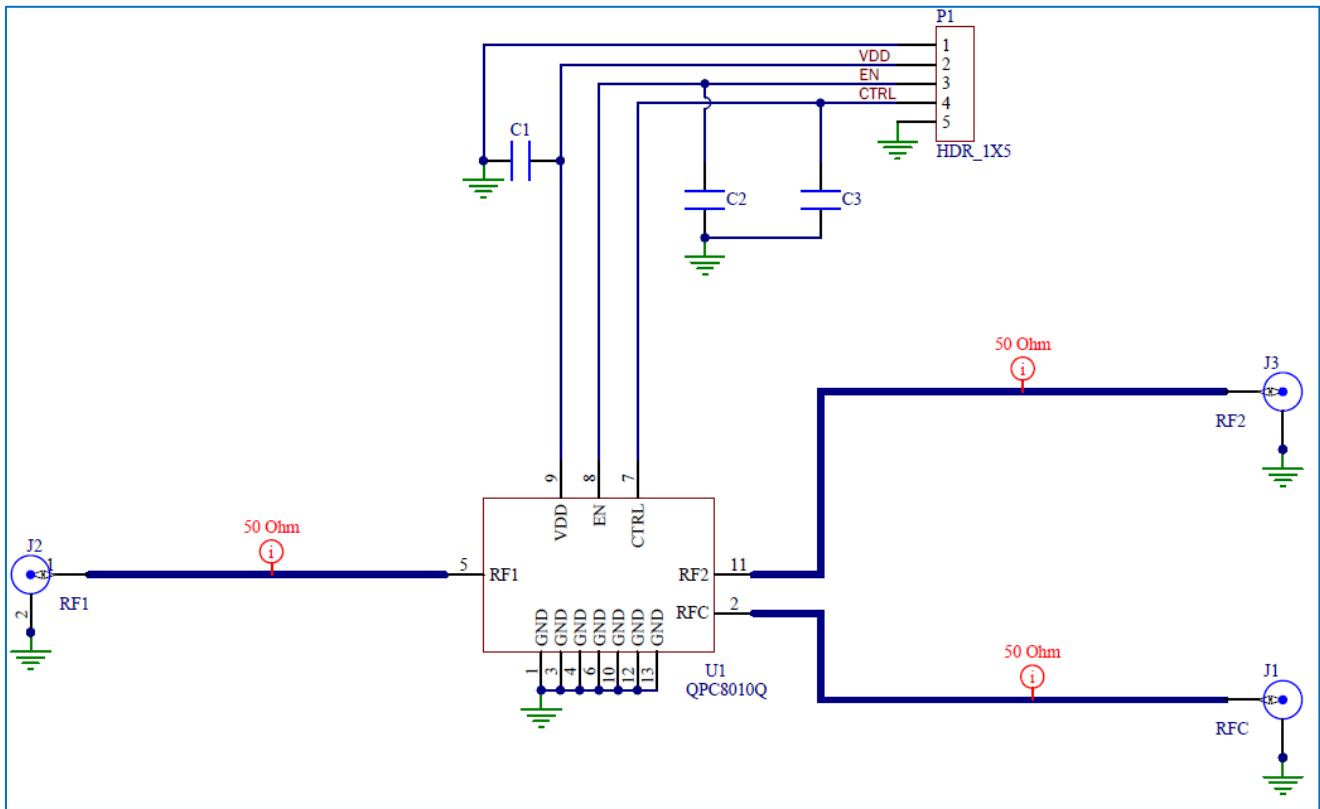 P1
1
VDD 2
EN 3
CTRL 4
5
HDR_1X5
C1
C2
C3
50 Ohm
i
J3
RF2
9
8
7
VDD
EN
CTRL
50 Ohm
i
J2
1
RF1
2
5
RF1
RF2
11
RFC
2
GND
GND
GND
GND
GND
GND
GND
1
3
4
6
10
12
13
U1
QPC8010Q
50 Ohm
i
J1
RFC